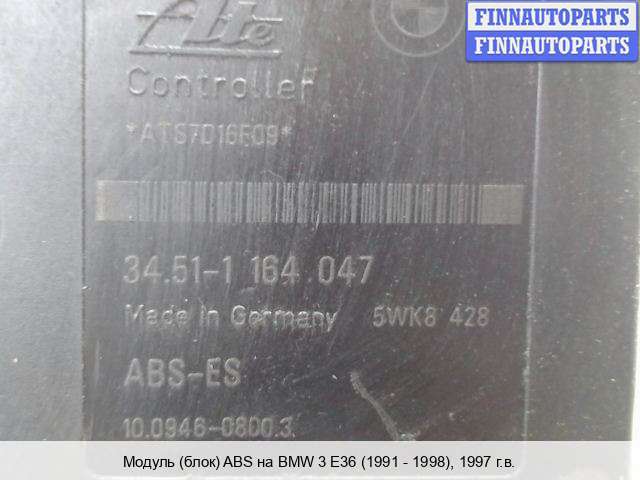 FINNAUTOPARTS
FINNAUTOPARTS
Ate
Controller
*ATS7D16F09*
34.51-1 164 047
Made in Germany 5WK8 428
ABS-ES
10.0946-0800.3
Модуль (блок) ABS на BMW 3 E36 (1991 - 1998), 1997 г.в.